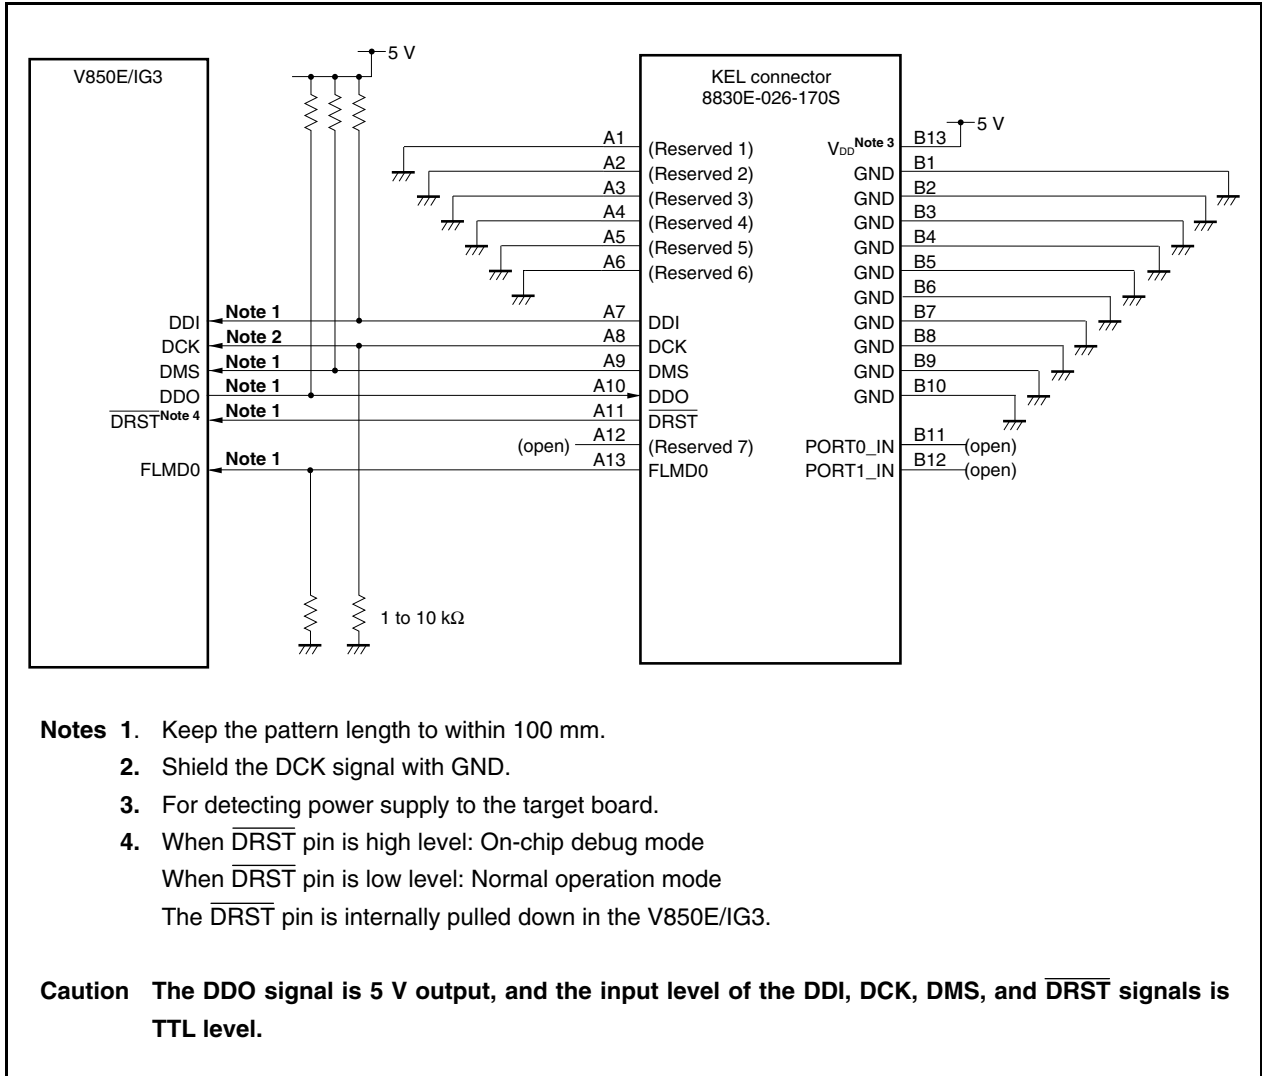 5 V
V850E/IG3
KEL connector
8830E-026-170S
5 V
A1 (Reserved 1) VDD Note 3 B13
A2 (Reserved 2) GND B1
A3 (Reserved 3) GND B2
A4 (Reserved 4) GND B3
A5 (Reserved 5) GND B4
A6 (Reserved 6) GND B5
GND B6
DDI Note 1 A7 DDI GND B7
DCK Note 2 A8 DCK GND B8
DMS Note 1 A9 DMS GND B9
DDO Note 1 A10 DDO GND B10
D̅R̅S̅T̅ Note 4 Note 1 A11 D̅R̅S̅T̅
(open) A12 (Reserved 7) PORT0_IN B11 (open)
FLMD0 Note 1 A13 FLMD0 PORT1_IN B12 (open)
1 to 10 kΩ
Notes 1. Keep the pattern length to within 100 mm.
2. Shield the DCK signal with GND.
3. For detecting power supply to the target board.
4. When D̅R̅S̅T̅ pin is high level: On-chip debug mode
When D̅R̅S̅T̅ pin is low level: Normal operation mode
The D̅R̅S̅T̅ pin is internally pulled down in the V850E/IG3.
Caution The DDO signal is 5 V output, and the input level of the DDI, DCK, DMS, and D̅R̅S̅T̅ signals is
TTL level.